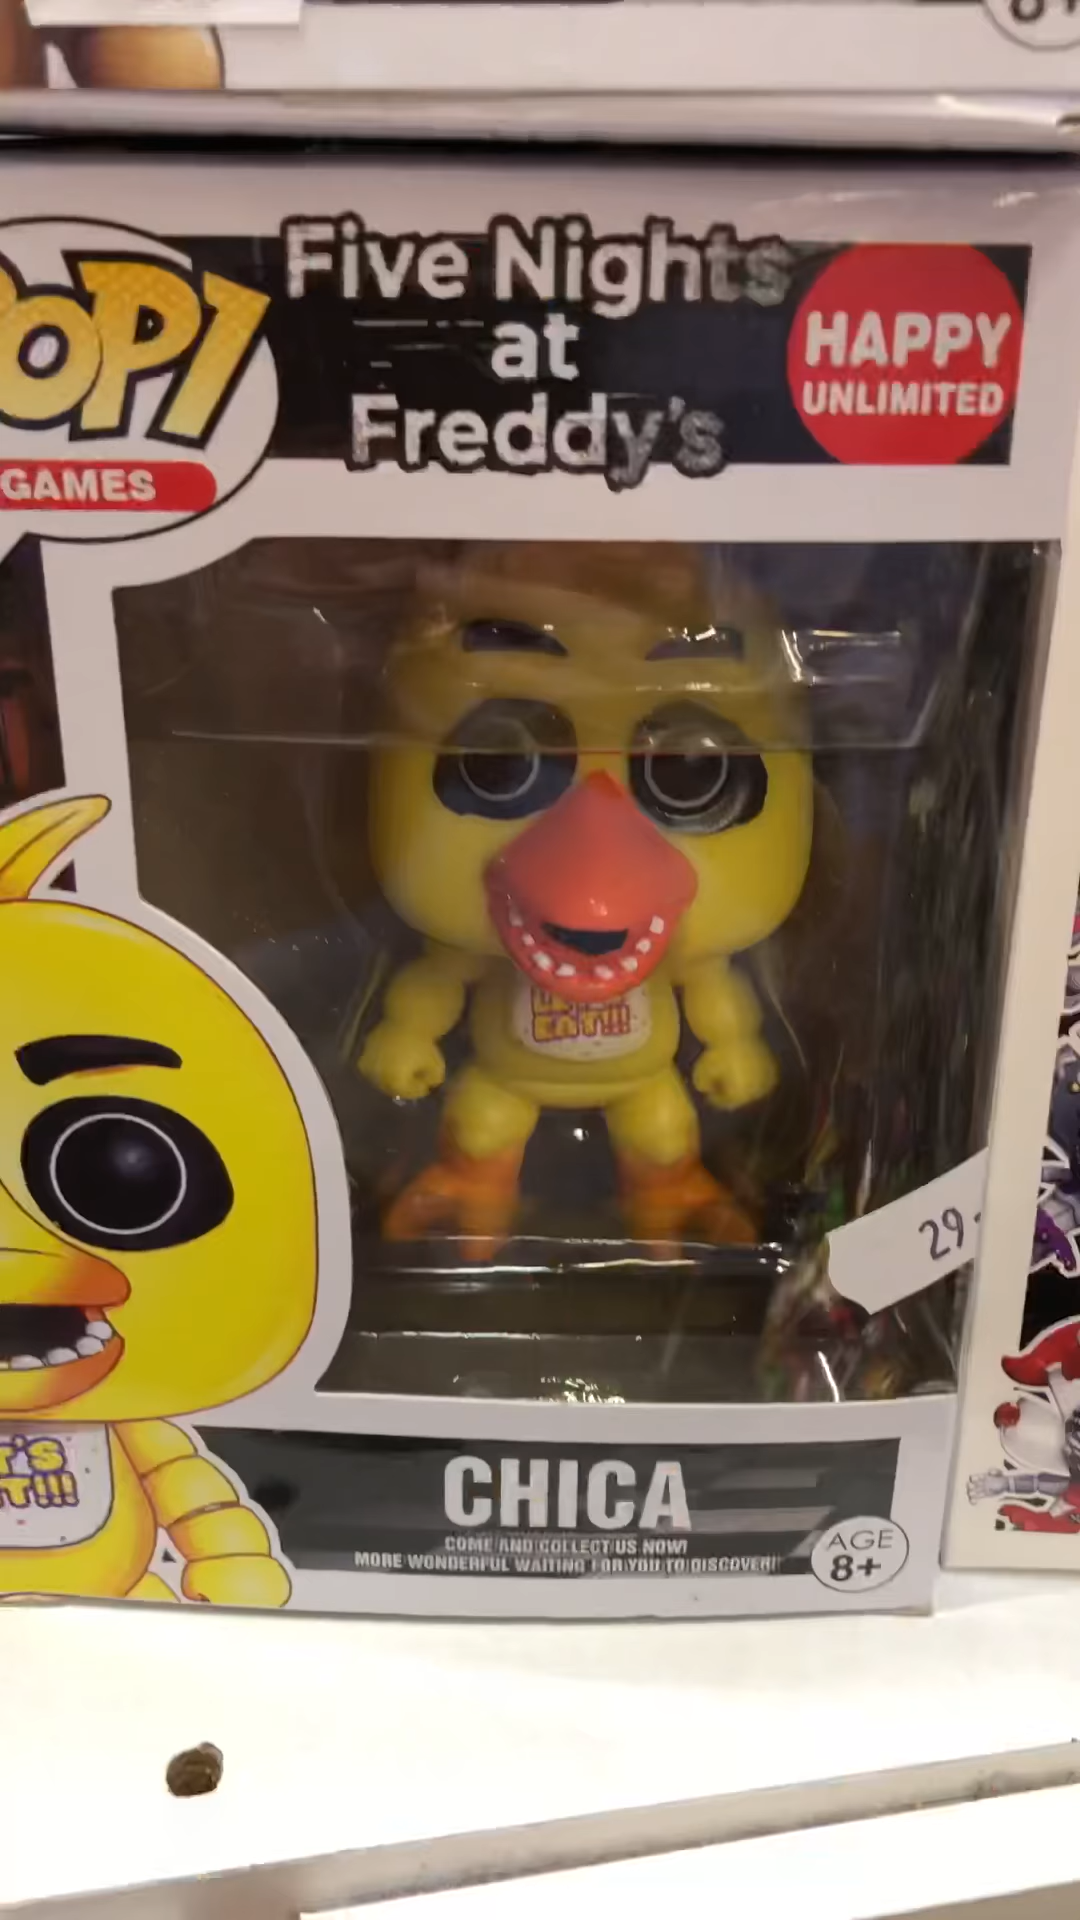 Five Nights
at
Freddy's
HAPPY
UNLIMITED
GAMES
EAT!!!
29.-
CHICA
COME AND COLLECT US NOW!
MORE WONDERFUL WAITING FOR YOU TO DISCOVER!
AGE
8+